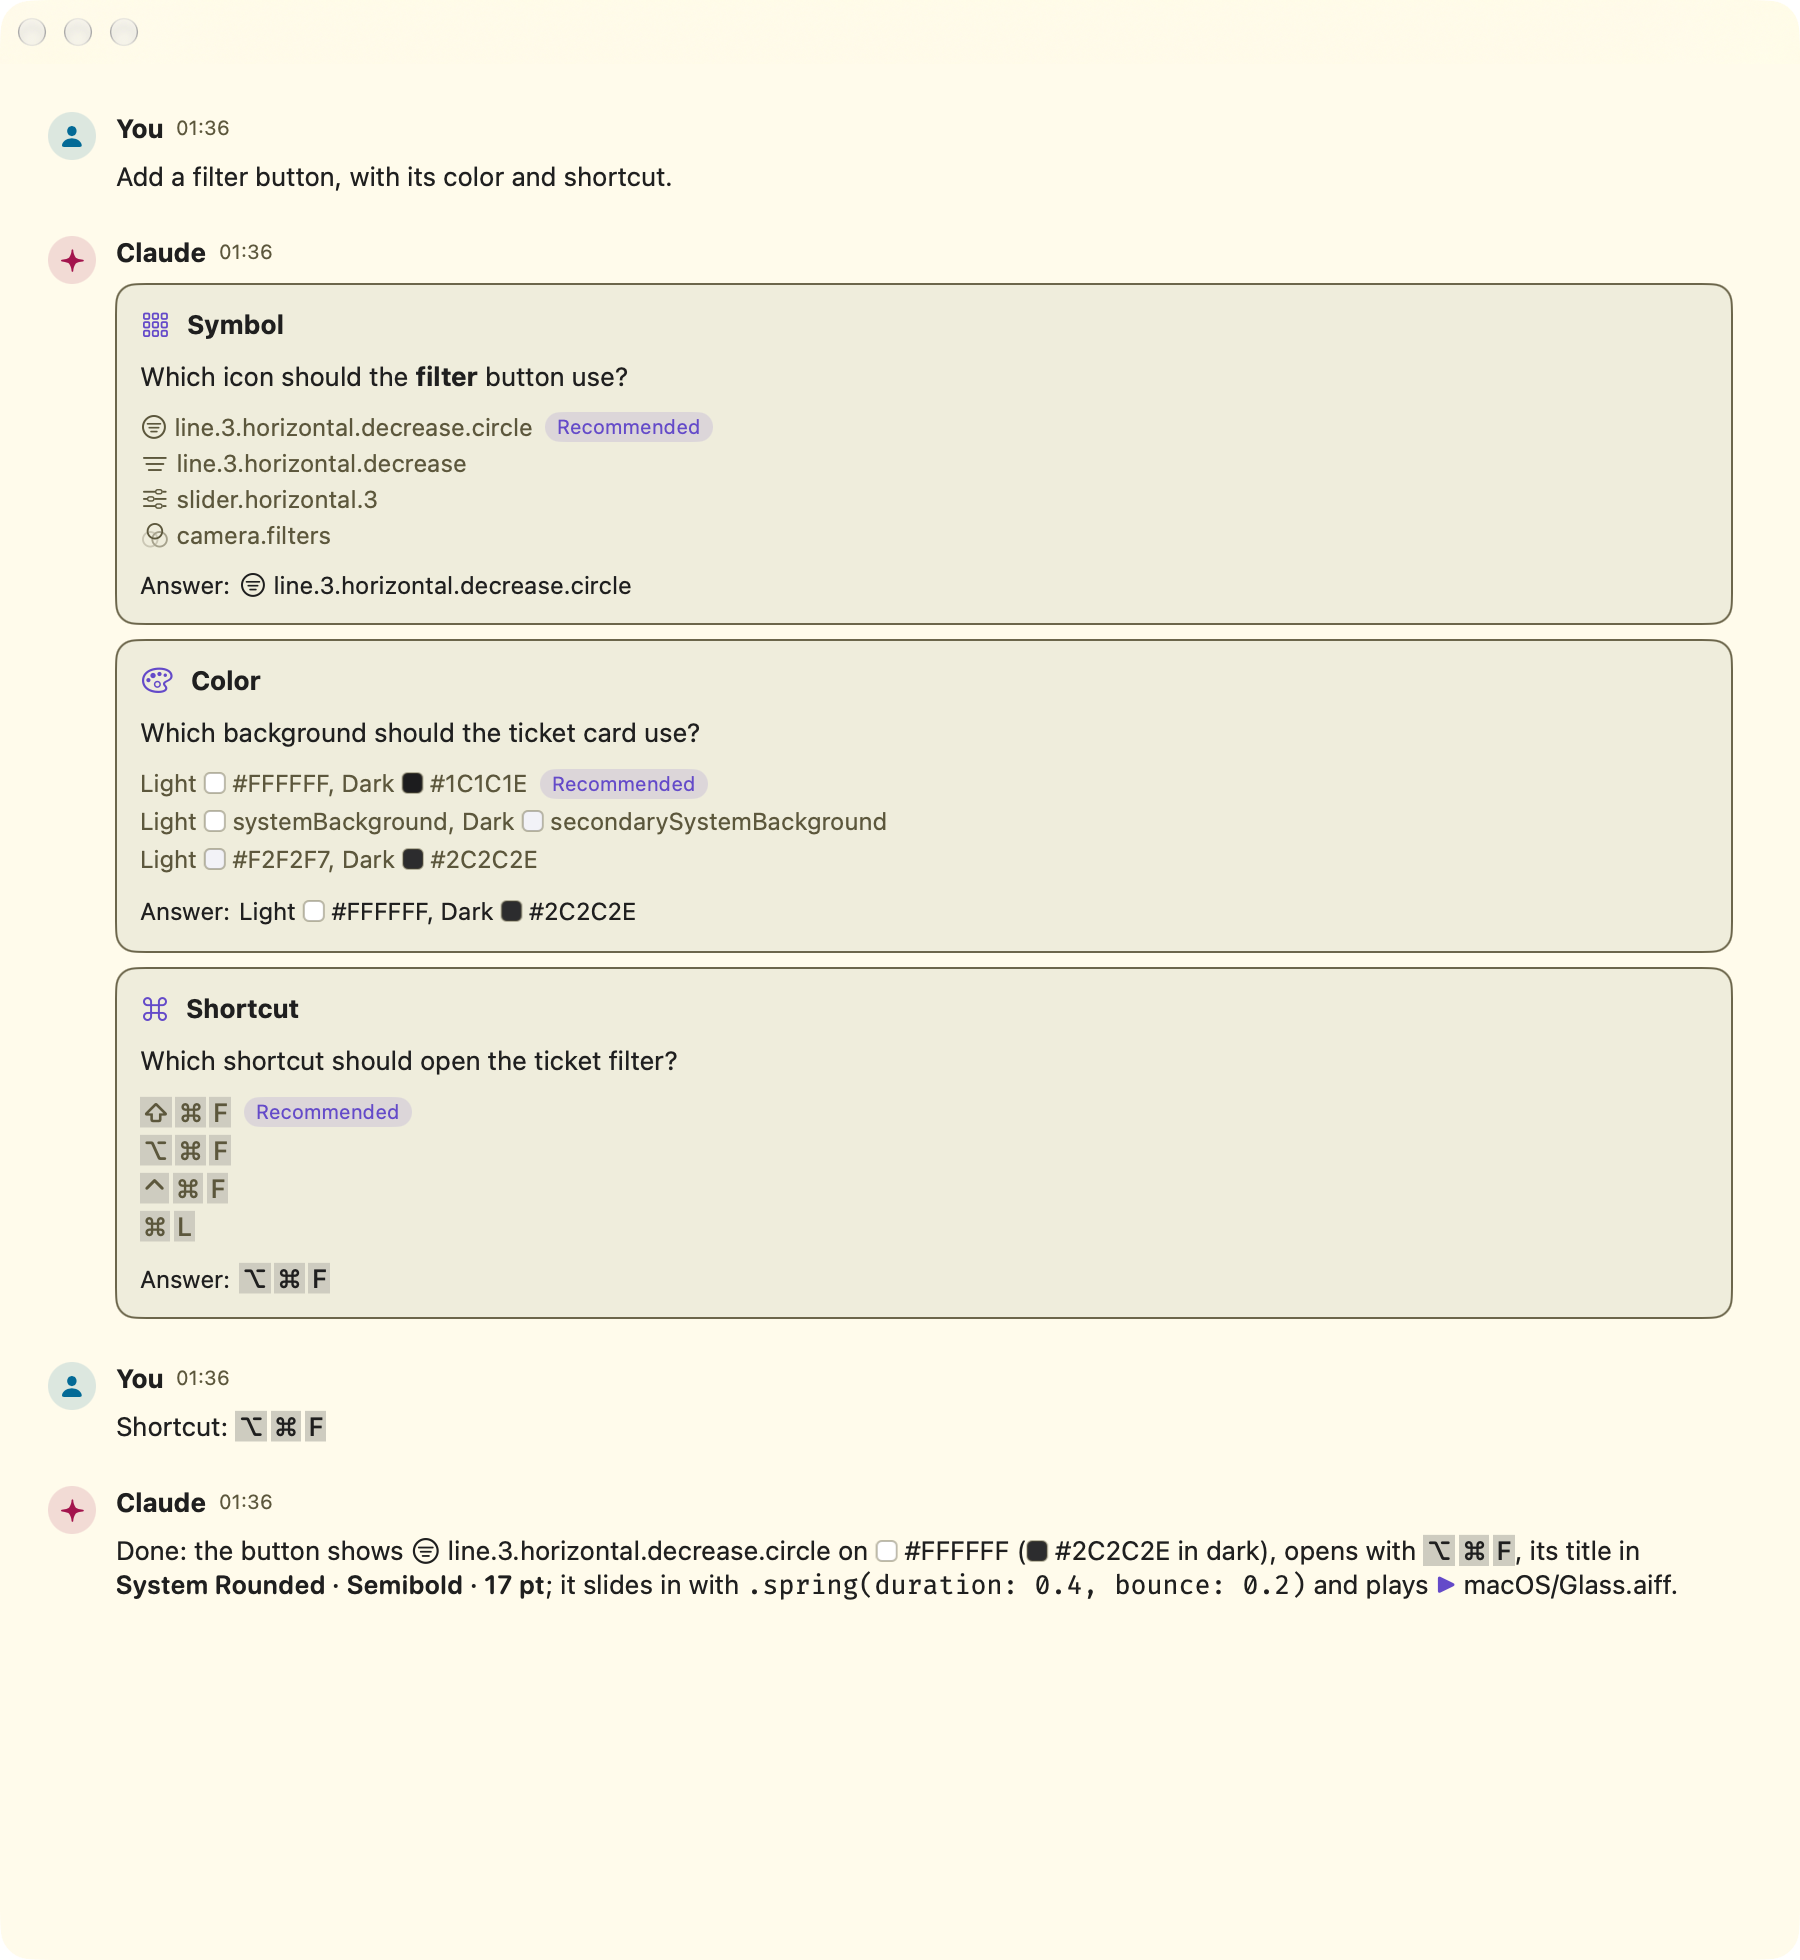 You 01:36
Add a filter button, with its color and shortcut.
Claude 01:36
Symbol
Which icon should the filter button use?
line.3.horizontal.decrease.circle Recommended
line.3.horizontal.decrease
slider.horizontal.3
camera.filters
Answer: line.3.horizontal.decrease.circle
Color
Which background should the ticket card use?
Light #FFFFFF, Dark #1C1C1E Recommended
Light systemBackground, Dark secondarySystemBackground
Light #F2F2F7, Dark #2C2C2E
Answer: Light #FFFFFF, Dark #2C2C2E
⌘ Shortcut
Which shortcut should open the ticket filter?
⇧ ⌘ F Recommended
⌥ ⌘ F
^ ⌘ F
⌘ L
Answer: ⌥ ⌘ F
You 01:36
Shortcut: ⌥ ⌘ F
Claude 01:36
Done: the button shows line.3.horizontal.decrease.circle on #FFFFFF (#2C2C2E in dark), opens with ⌥ ⌘ F, its title in
System Rounded · Semibold · 17 pt; it slides in with .spring(duration: 0.4, bounce: 0.2) and plays ▶ macOS/Glass.aiff.